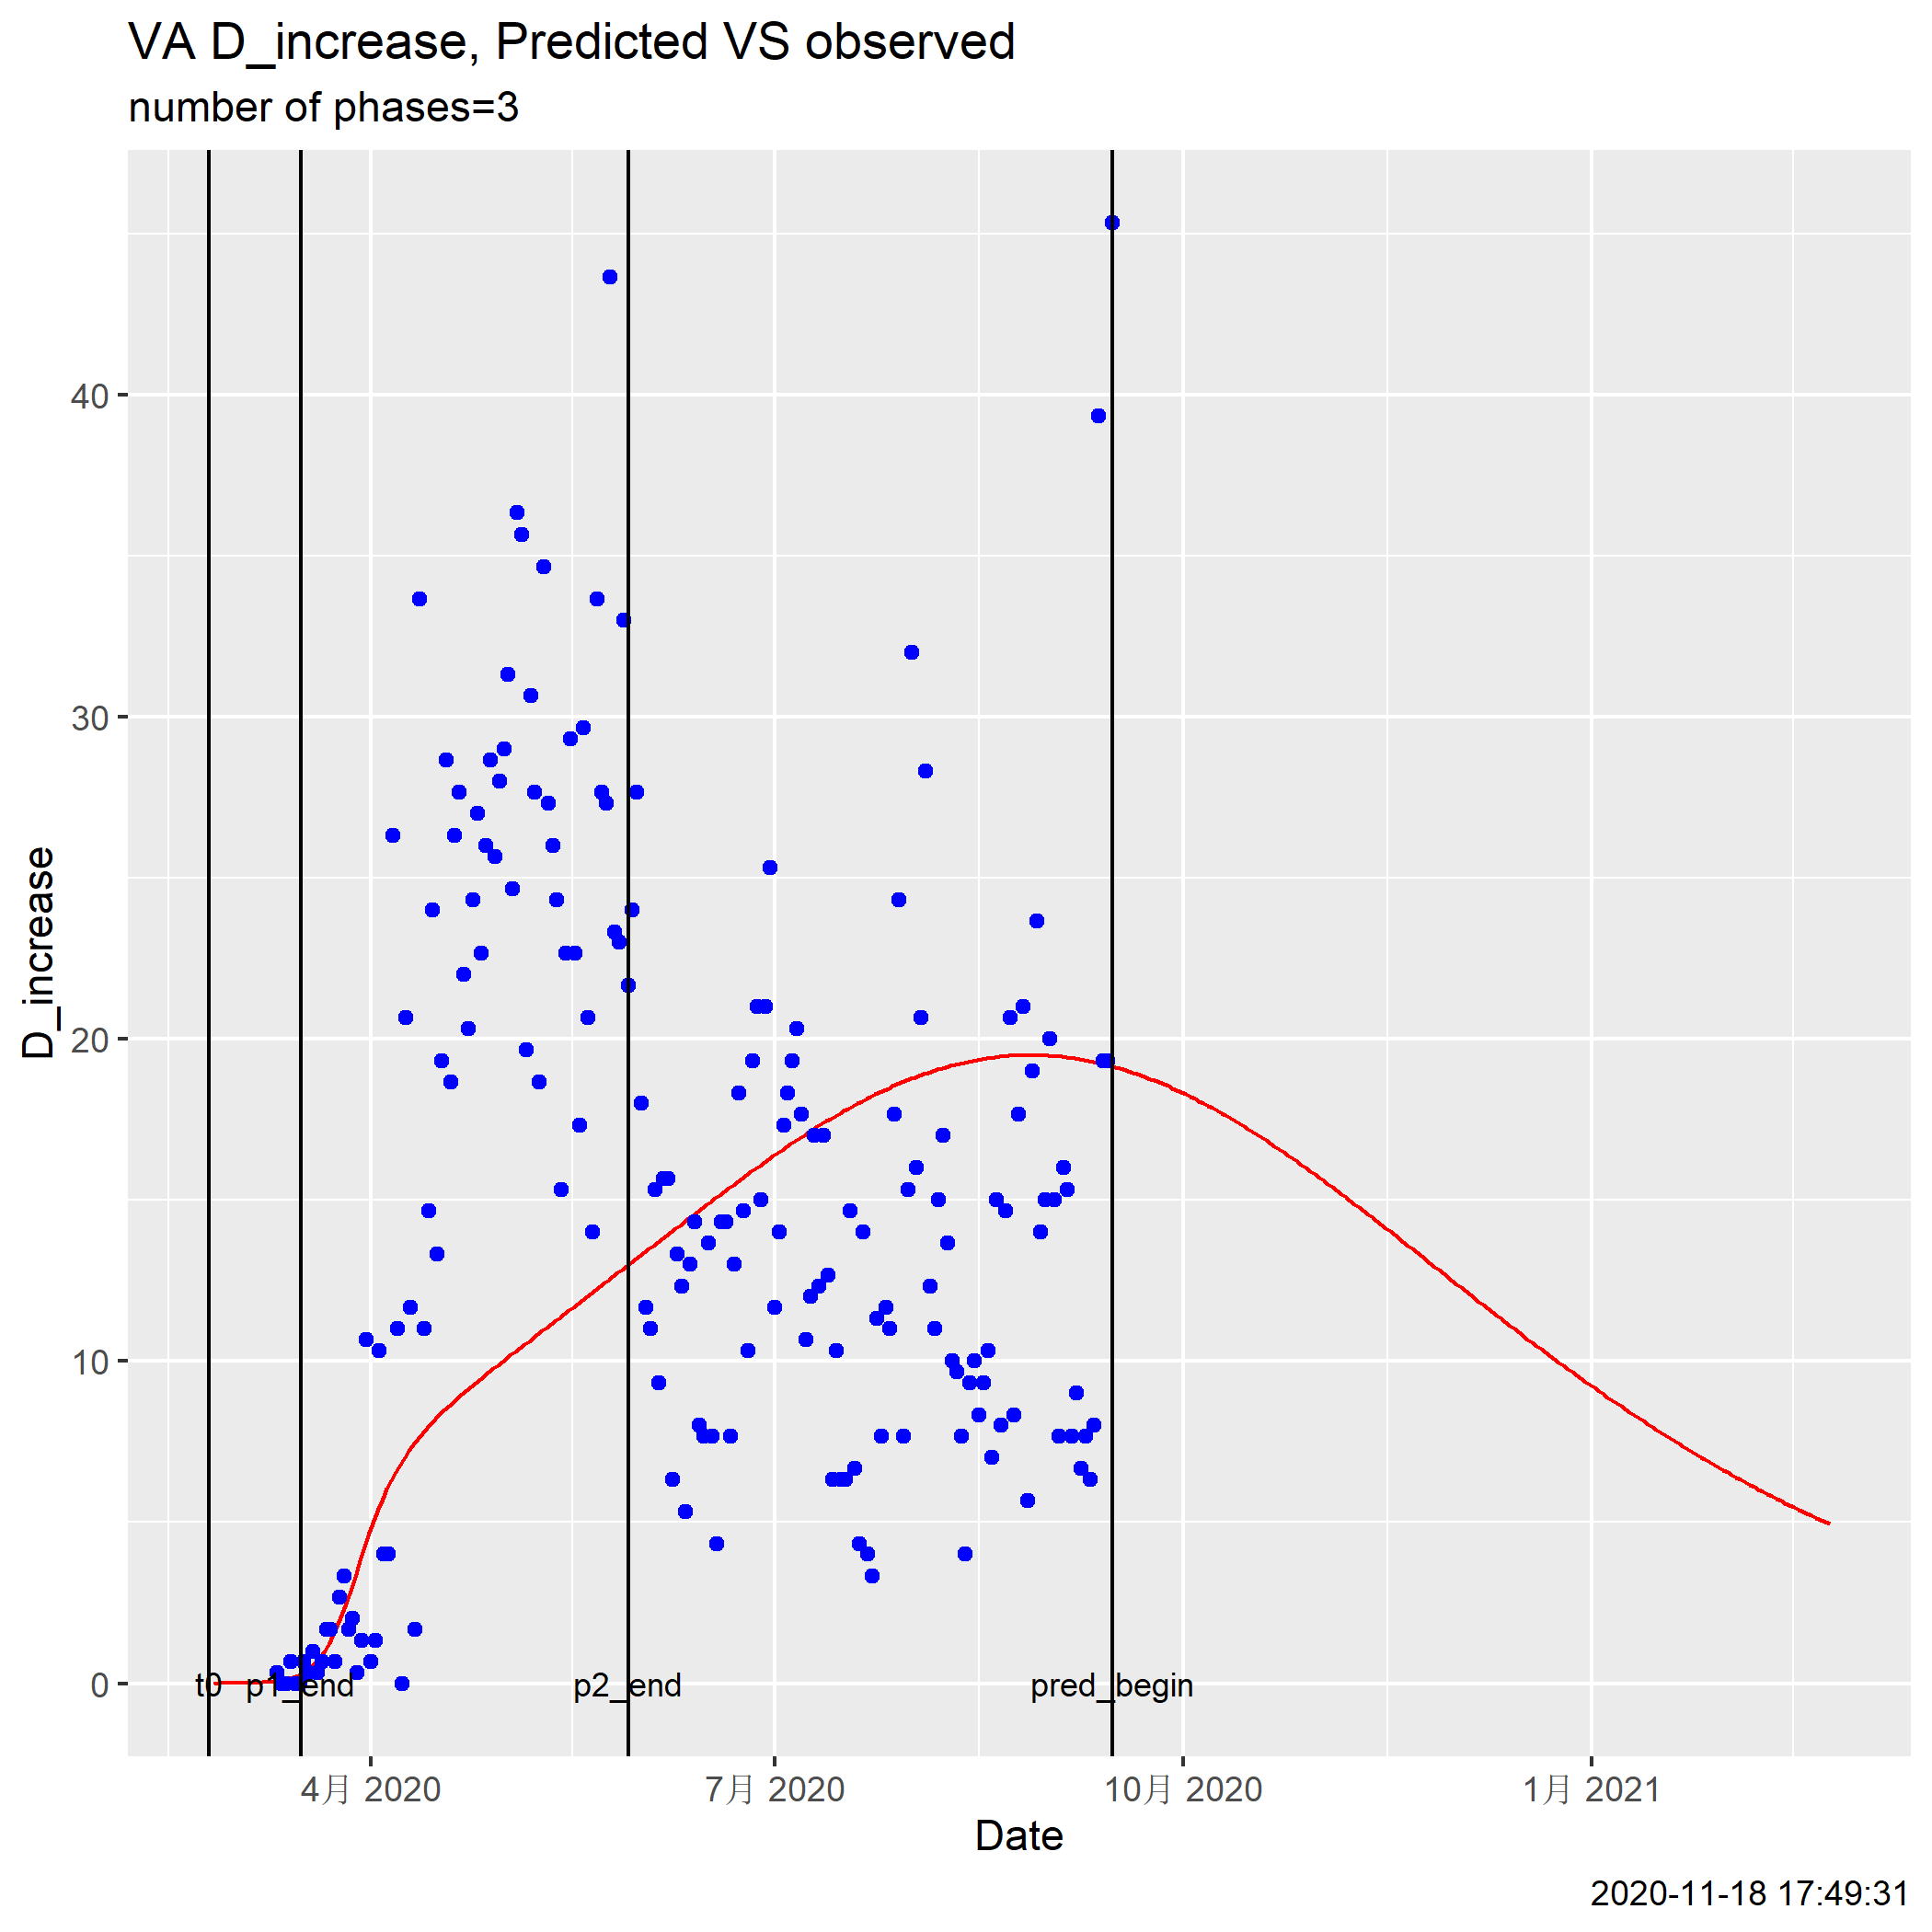 VA D_increase, Predicted VS observed
number of phases=3
40
30
20
10
0
D_increase
t0
p1_end
p2_end
pred_begin
4月 2020
7月 2020
10月 2020
1月 2021
Date
2020-11-18 17:49:31